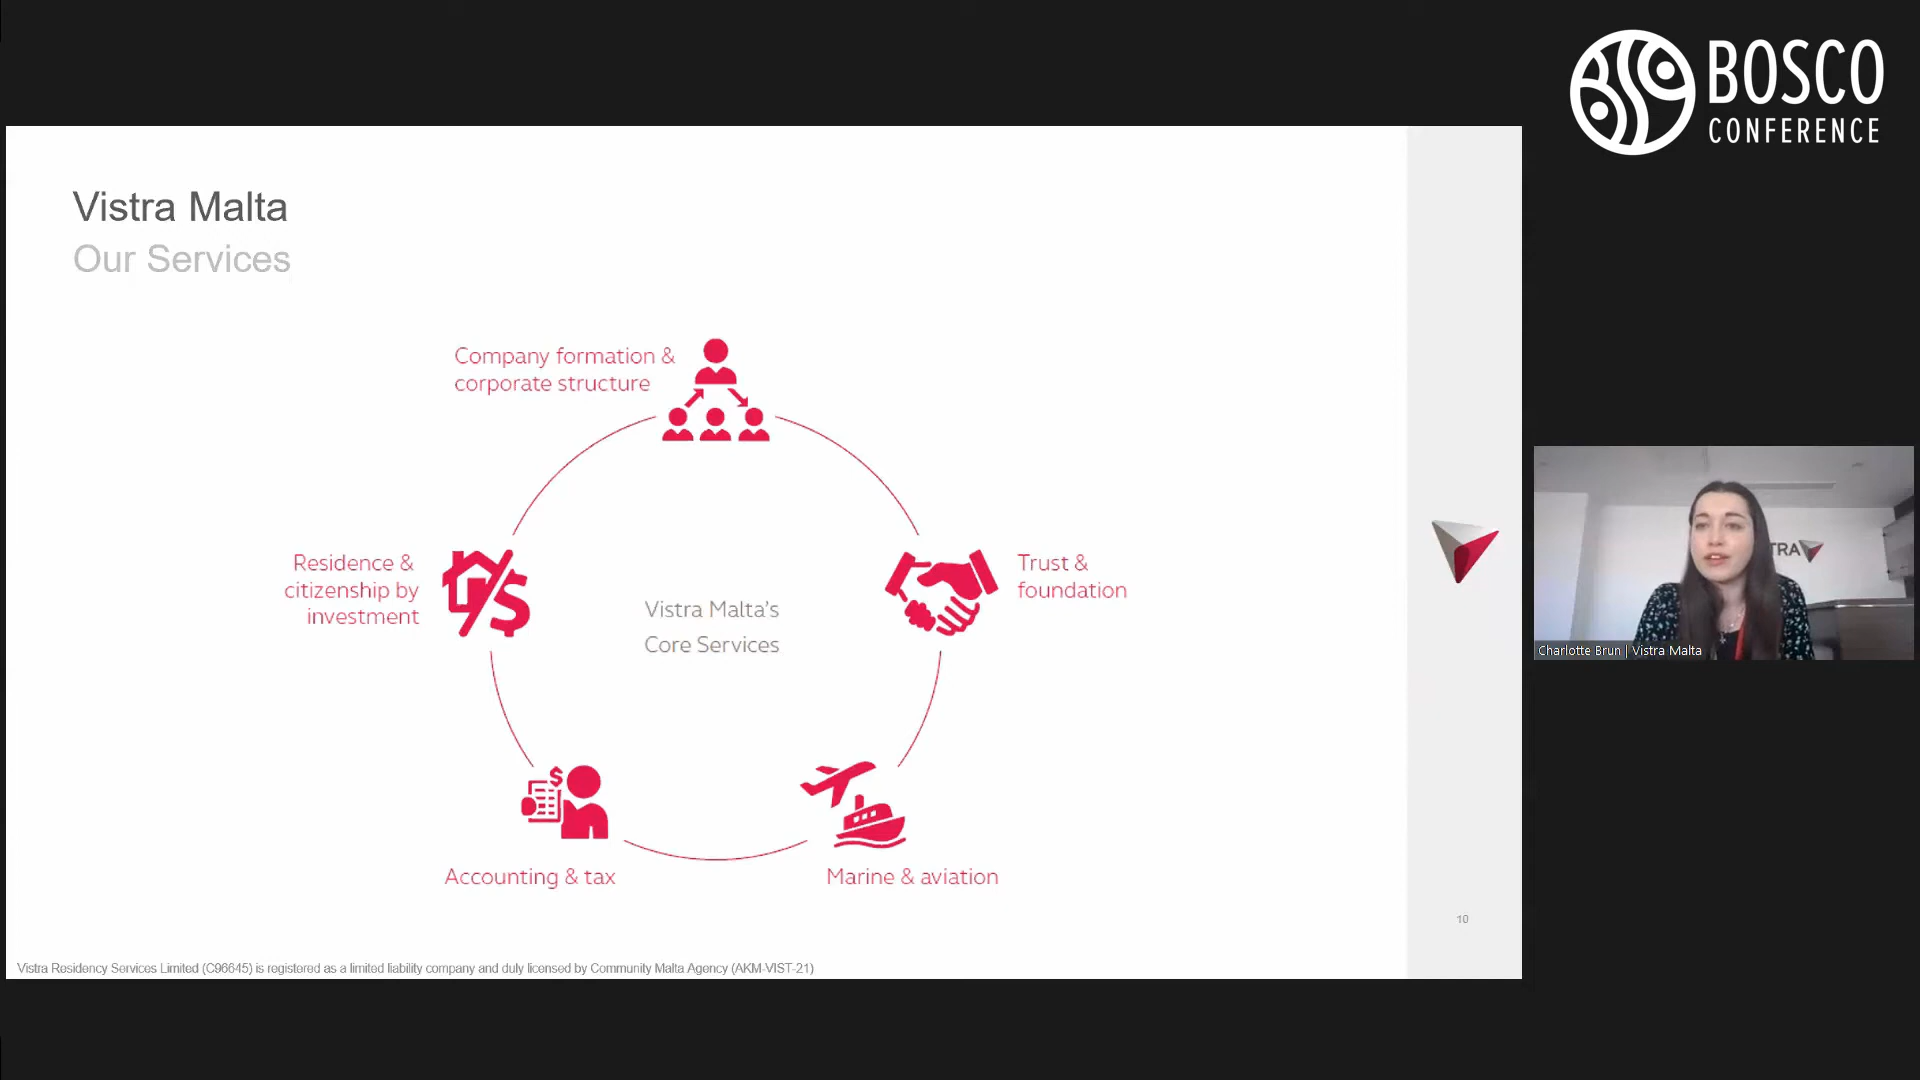 BOSCO
CONFERENCE
Vistra Malta
Our Services
Company formation &
corporate structure
Residence &
citizenship by
investment
Trust &
foundation
Vistra Malta's
Core Services
Accounting & tax
Marine & aviation
10
Vistra Residency Services Limited (C96645) is registered as a limited liability company and duly licensed by Community Malta Agency (AKM-VIST-21)
TRA
Charlotte Brun | Vistra Malta